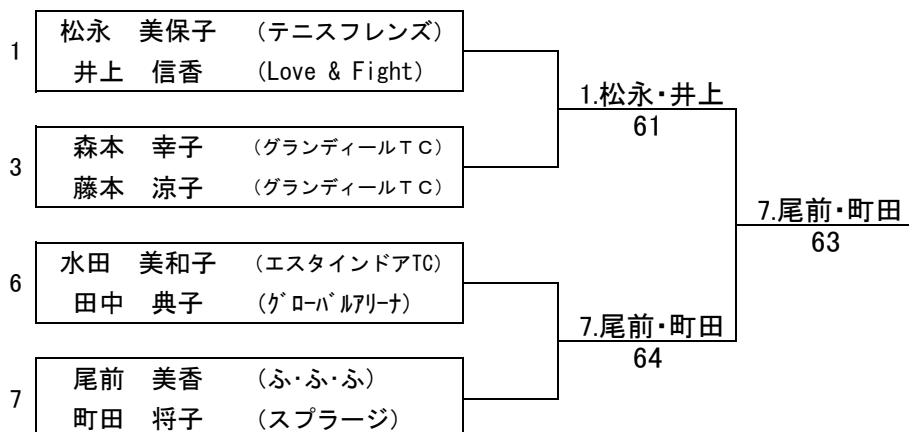 1
松永 美保子 (テニスフレンズ)
井上 信香 (Love & Fight)
3
森本 幸子 (グランディールＴＣ)
藤本 涼子 (グランディールＴＣ)
6
水田 美和子 (エスタインドアTC)
田中 典子 (ｸﾞﾛｰﾊﾞﾙｱﾘｰﾅ)
7
尾前 美香 (ふ・ふ・ふ)
町田 将子 (スプラージ)
1.松永・井上
61
7.尾前・町田
64
7.尾前・町田
63